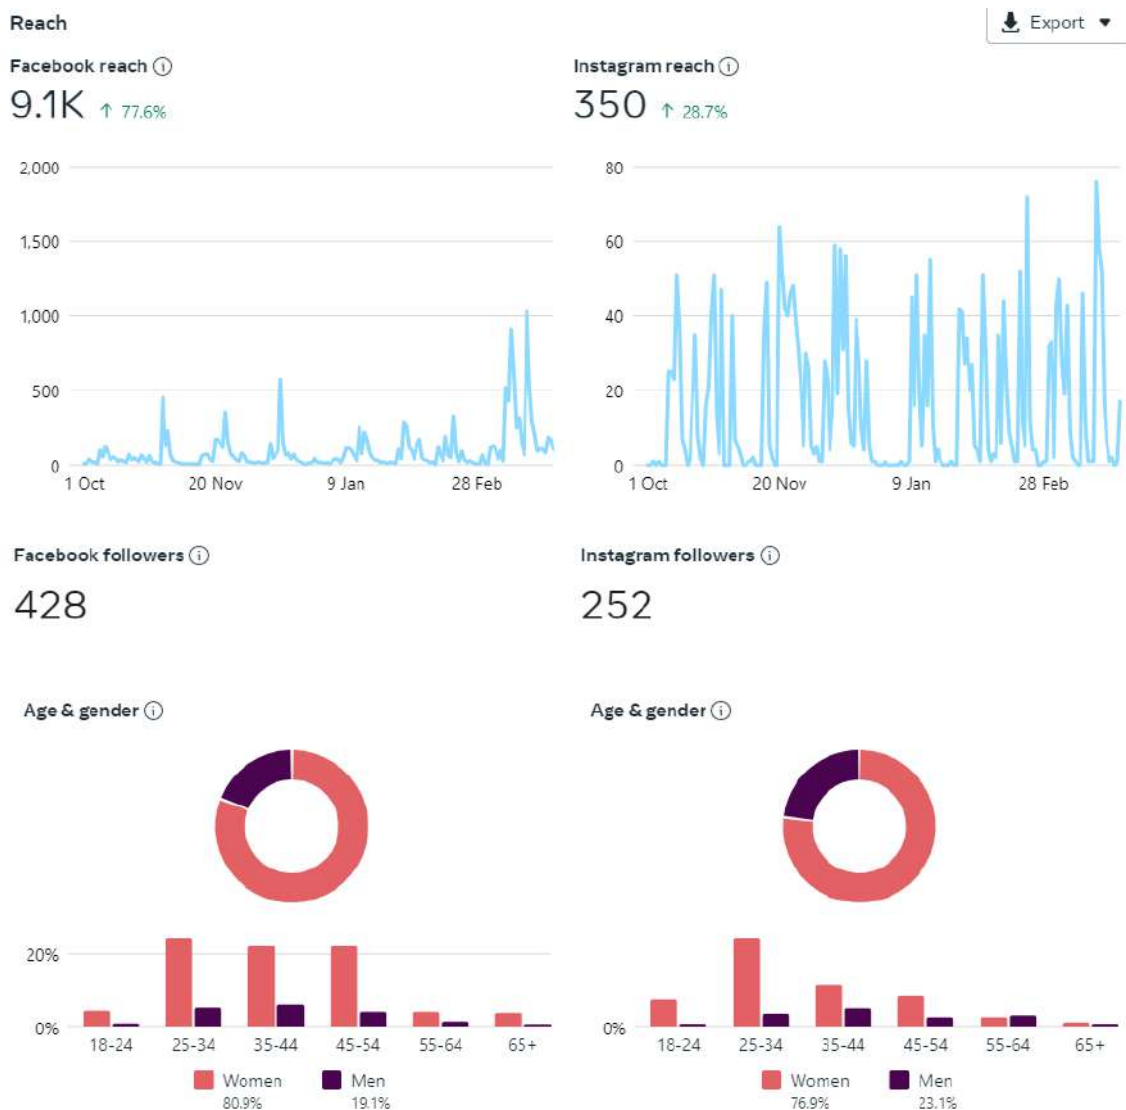 Reach
Export
Facebook reach
9.1K ↑ 77.6%
2,000
1,500
1,000
500
0
1 Oct 20 Nov 9 Jan 28 Feb
Instagram reach
350 ↑ 28.7%
80
60
40
20
0
1 Oct 20 Nov 9 Jan 28 Feb
Facebook followers
428
Instagram followers
252
Age & gender
20%
0%
18-24 25-34 35-44 45-54 55-64 65+
Women Men
80.9% 19.1%
Age & gender
0%
18-24 25-34 35-44 45-54 55-64 65+
Women Men
76.9% 23.1%